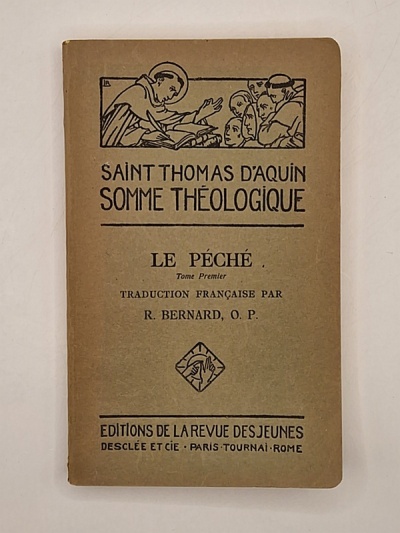 SAINT THOMAS D'AQUIN
SOMME THÉOLOGIQUE
LE PÉCHÉ.
Tome Premier
TRADUCTION FRANÇAISE PAR
R. BERNARD, O. P.
EDITIONS DE LA REVUE DES JEUNES
DESCLÉE ET CIE · PARIS · TOURNAI · ROME